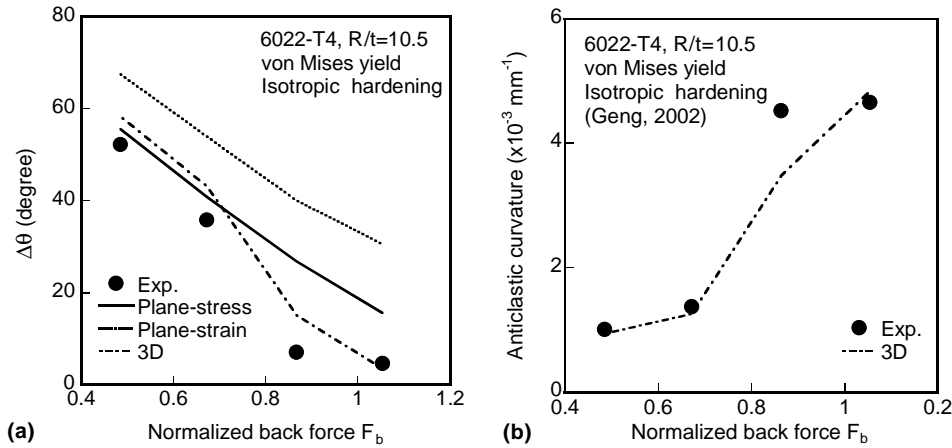 80
60
40
20
0
0.4
0.6
0.8
1
1.2
Δθ (degree)
Normalized back force F_b
6022-T4, R/t=10.5
von Mises yield
Isotropic hardening
Exp.
Plane-stress
Plane-strain
3D
(a)
6
4
2
0
0.4
0.6
0.8
1
0.2
Anticlastic curvature (x10⁻³ mm⁻¹)
Normalized back force F_b
6022-T4, R/t=10.5
von Mises yield
Isotropic hardening
(Geng, 2002)
Exp.
3D
(b)